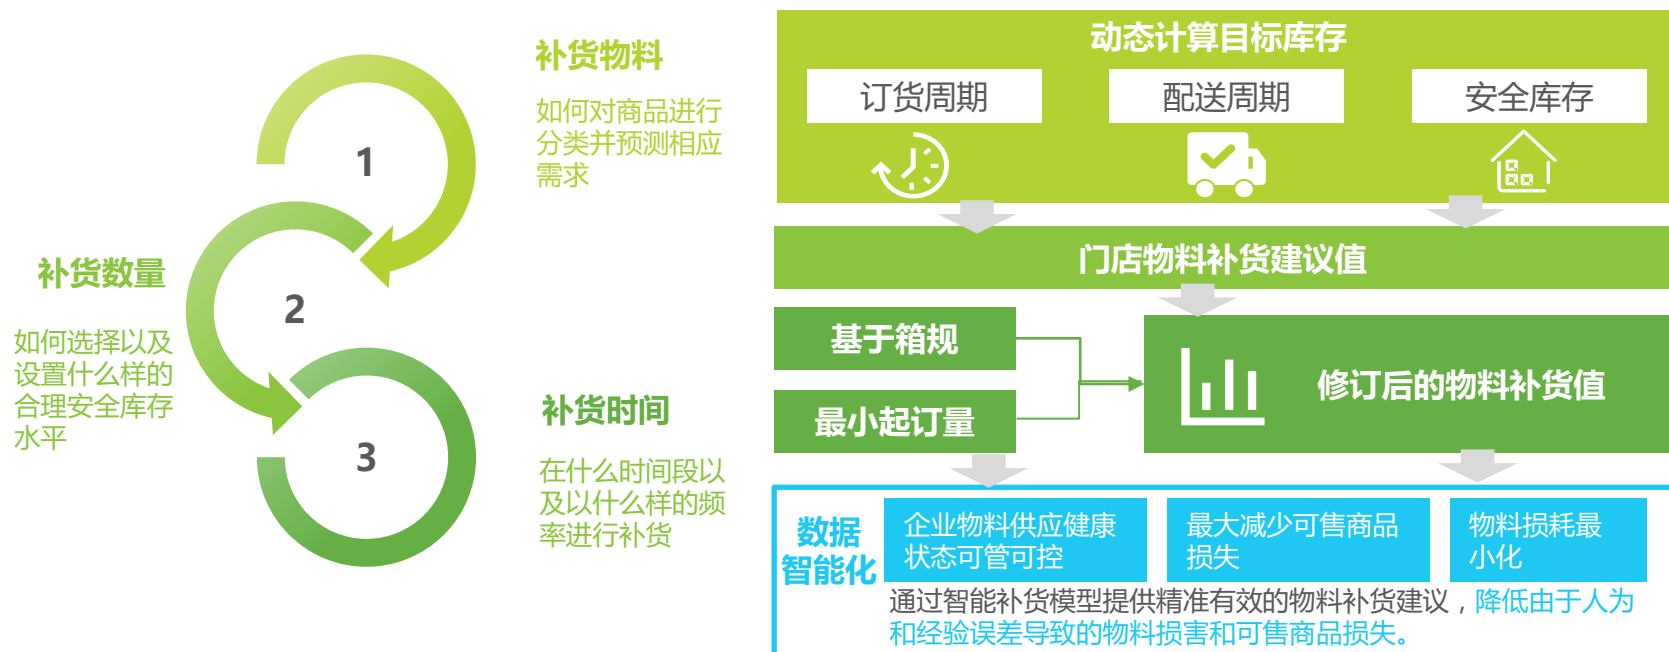 补货物料
如何对商品进行
分类并预测相应
需求
1
补货数量
如何选择以及
设置什么样的
合理安全库存
水平
2
补货时间
在什么时间段以
及以什么样的频
率进行补货
3
动态计算目标库存
订货周期
配送周期
安全库存
门店物料补货建议值
基于箱规
最小起订量
修订后的物料补货值
数据
智能化
企业物料供应健康
状态可管可控
最大减少可售商品
损失
物料损耗最
小化
通过智能补货模型提供精准有效的物料补货建议，降低由于人为
和经验误差导致的物料损害和可售商品损失。